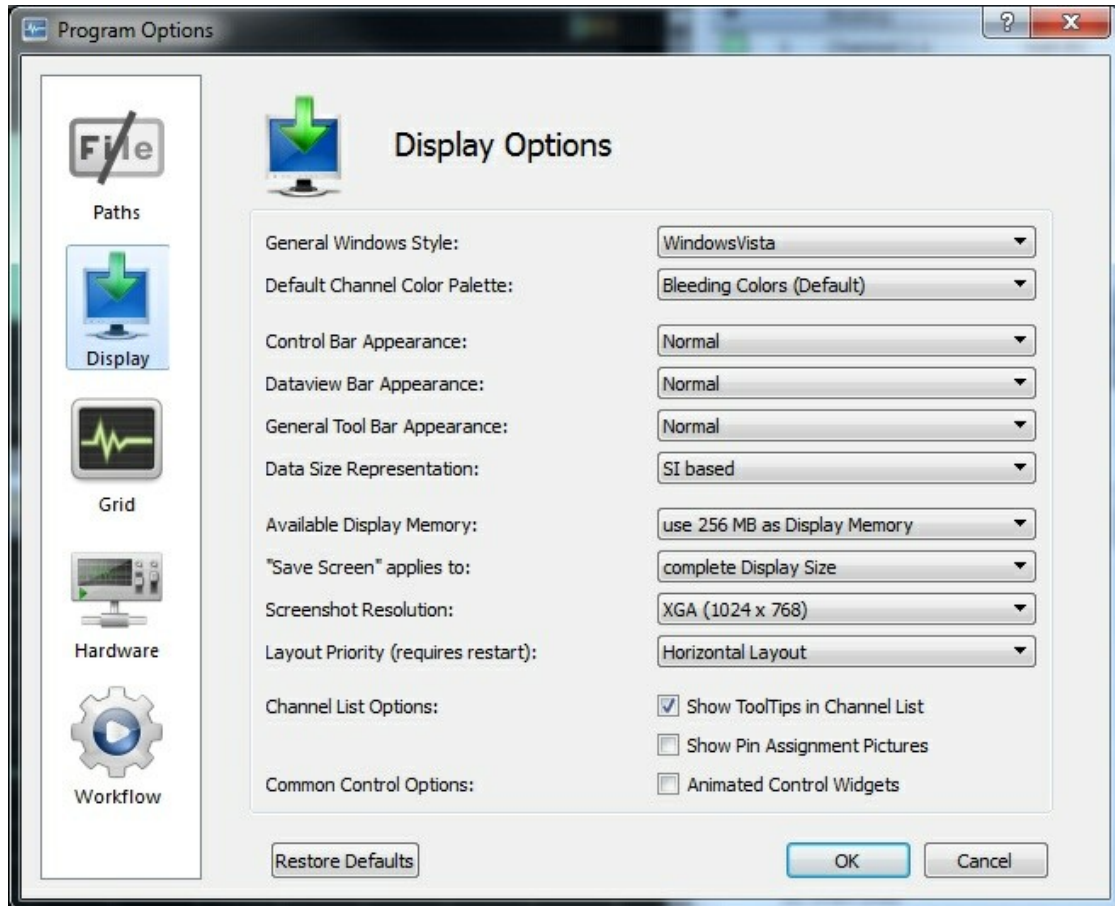 Program Options
File
Paths
Display
Grid
Hardware
Workflow
Display Options
General Windows Style: WindowsVista
Default Channel Color Palette: Bleeding Colors (Default)
Control Bar Appearance: Normal
Dataview Bar Appearance: Normal
General Tool Bar Appearance: Normal
Data Size Representation: SI based
Available Display Memory: use 256 MB as Display Memory
"Save Screen" applies to: complete Display Size
Screenshot Resolution: XGA (1024 x 768)
Layout Priority (requires restart): Horizontal Layout
Channel List Options: Show ToolTips in Channel List
Show Pin Assignment Pictures
Common Control Options: Animated Control Widgets
Restore Defaults OK Cancel